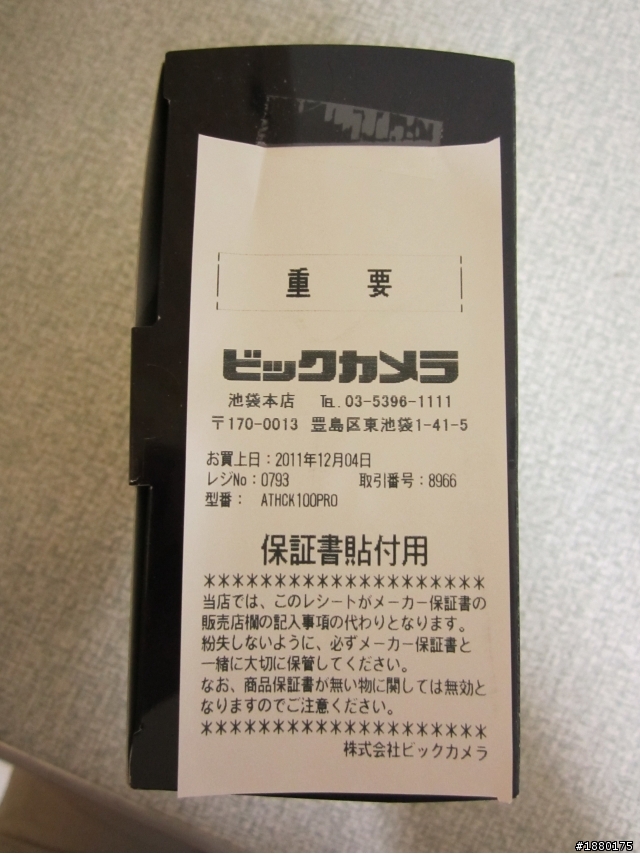 重 要
ビックカメラ
池袋本店 TEL.03-5396-1111
〒170-0013 豊島区東池袋1-41-5
お買上日:2011年12月04日
レジNo:0793 取引番号:8966
型番: ATHCK100PRO
保証書貼付用
********************
当店では、このレシートがメーカー保証書の
販売店欄の記入事項の代わりとなります。
紛失しないように、必ずメーカー保証書と
一緒に大切に保管してください。
なお、商品保証書が無い物に関しては無効と
なりますのでご注意ください。
********************
株式会社ビックカメラ
#1880175